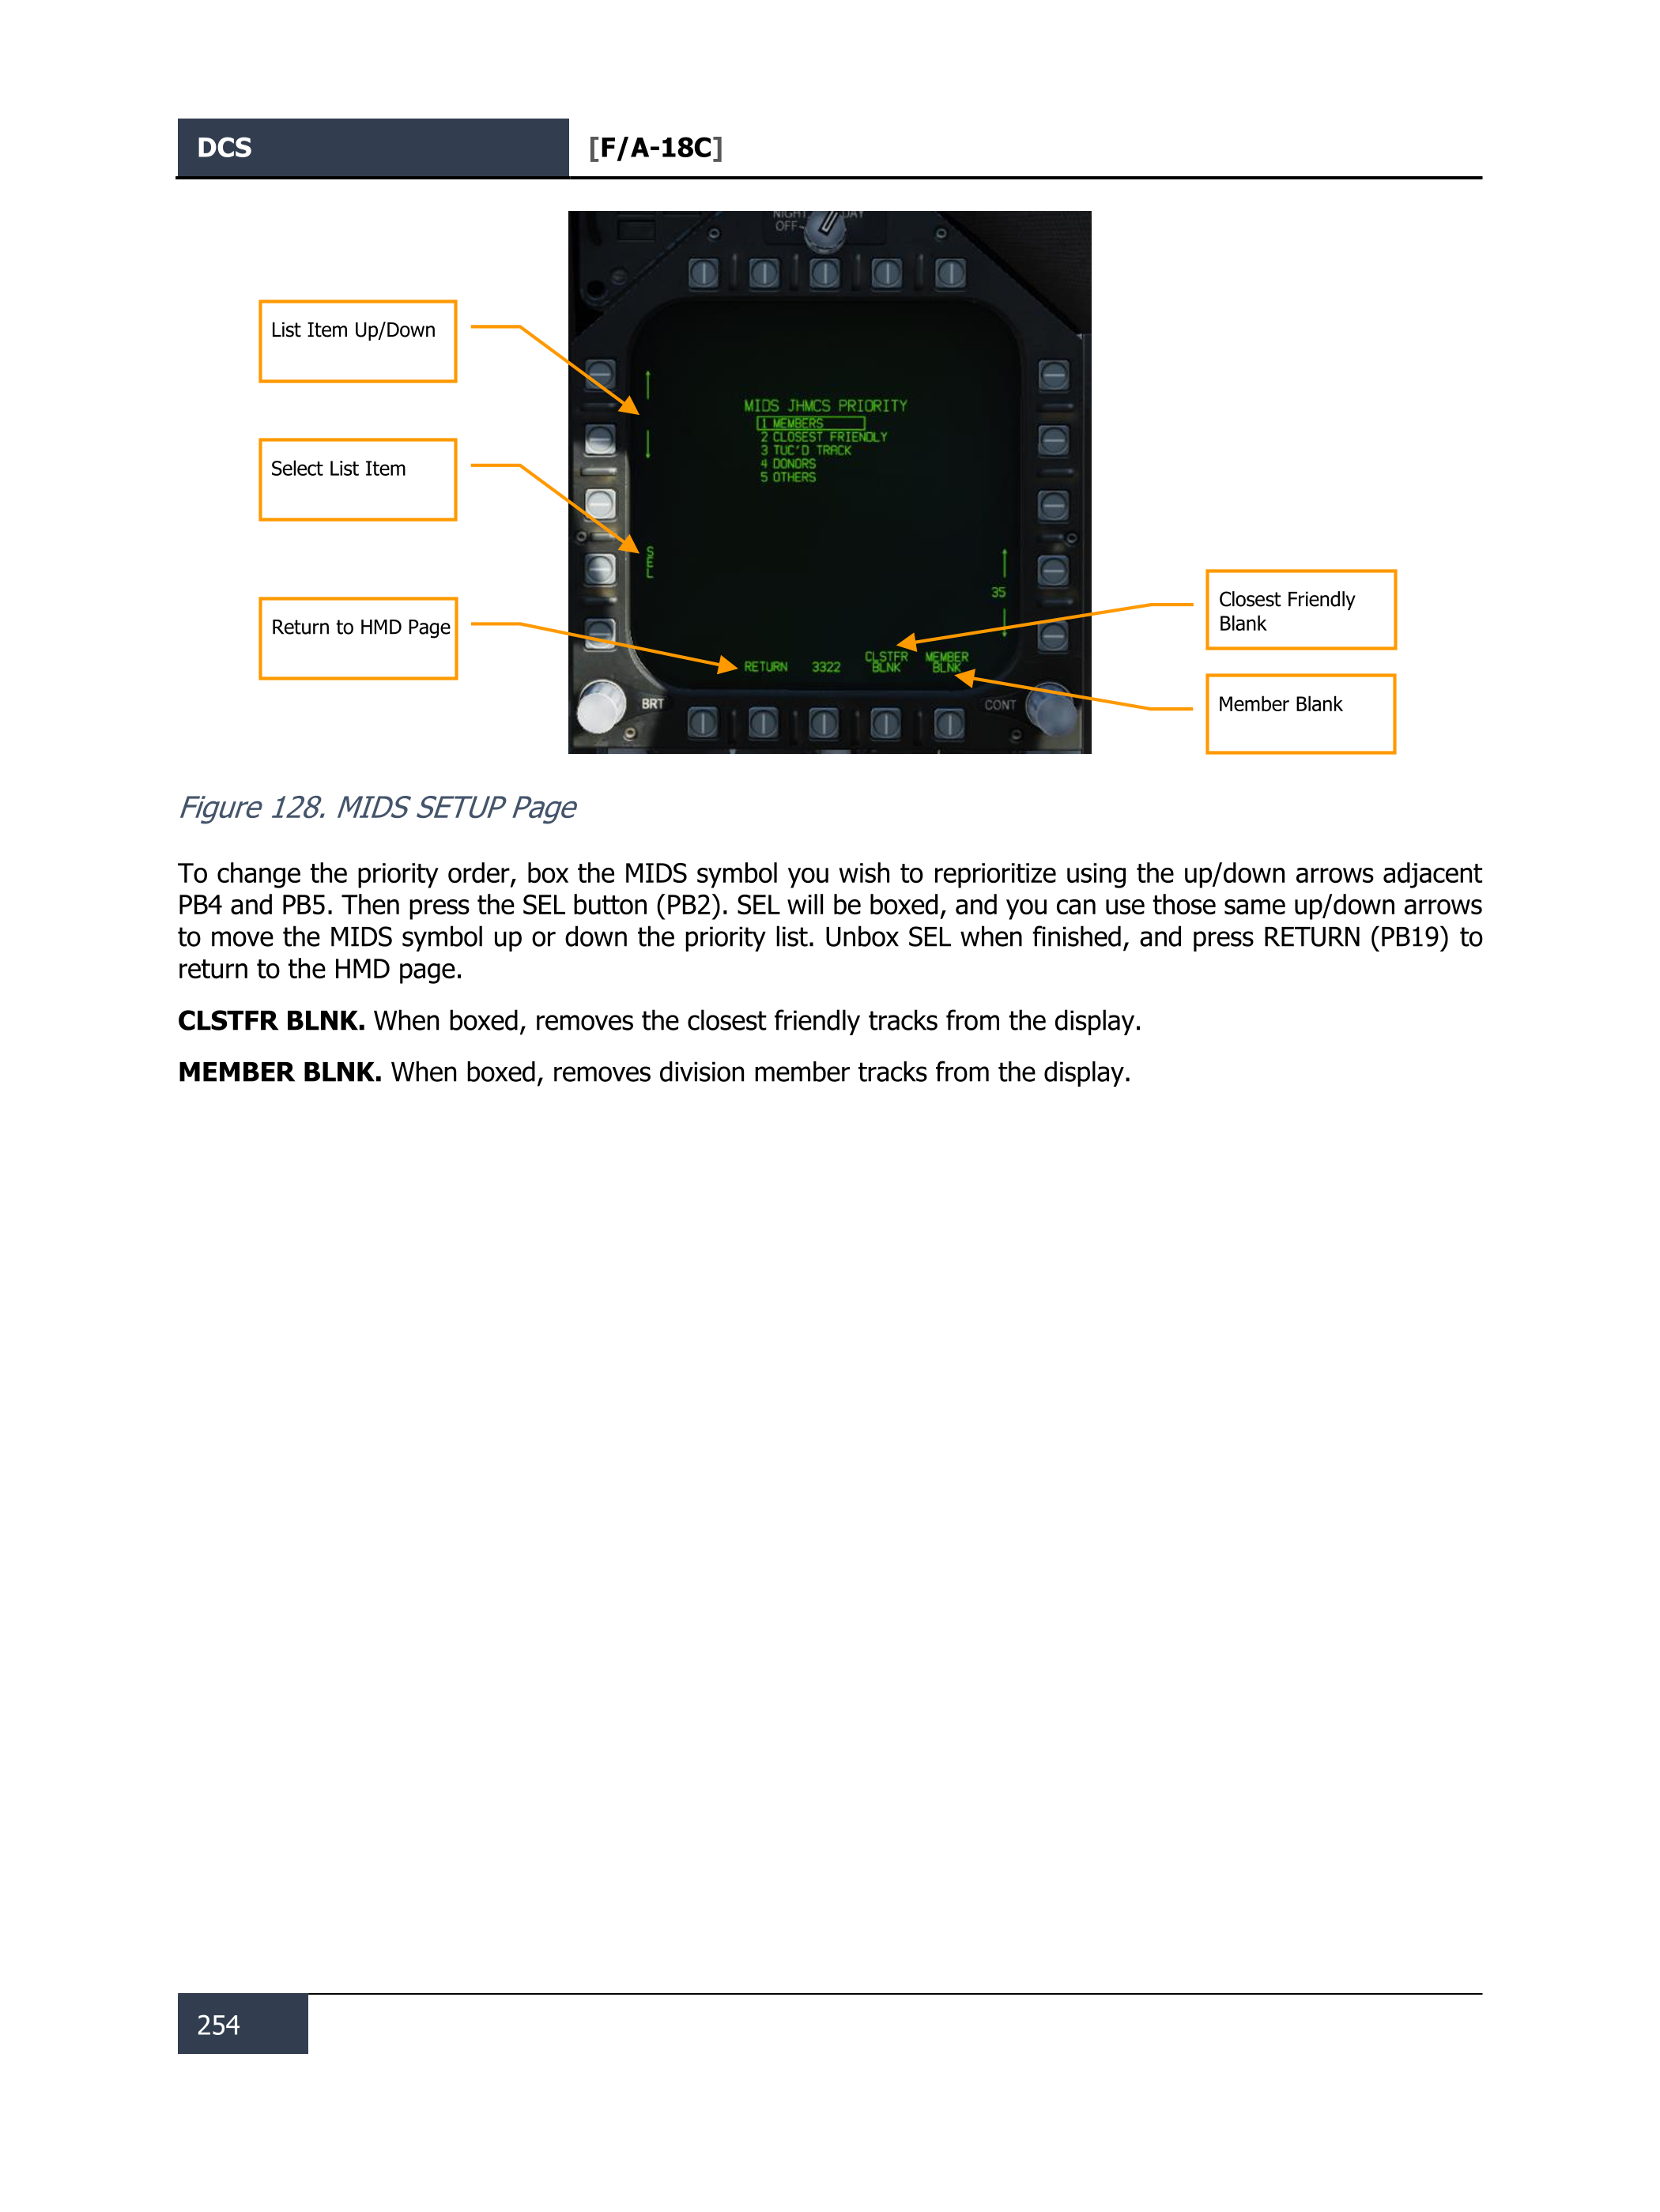 DCS
[F/A-18C]
NIGHT DAY
OFF
List Item Up/Down
MIDS JHMCS PRIORITY
1 MEMBERS
2 CLOSEST FRIENDLY
3 TUC'D TRACK
4 DONORS
5 OTHERS
Select List Item
SEL
35
Closest Friendly
Blank
Return to HMD Page
RETURN 3322 CLSTFR BLNK MEMBER BLNK
Member Blank
BRT CONT
Figure 128. MIDS SETUP Page
To change the priority order, box the MIDS symbol you wish to reprioritize using the up/down arrows adjacent
PB4 and PB5. Then press the SEL button (PB2). SEL will be boxed, and you can use those same up/down arrows
to move the MIDS symbol up or down the priority list. Unbox SEL when finished, and press RETURN (PB19) to
return to the HMD page.
CLSTFR BLNK. When boxed, removes the closest friendly tracks from the display.
MEMBER BLNK. When boxed, removes division member tracks from the display.
254